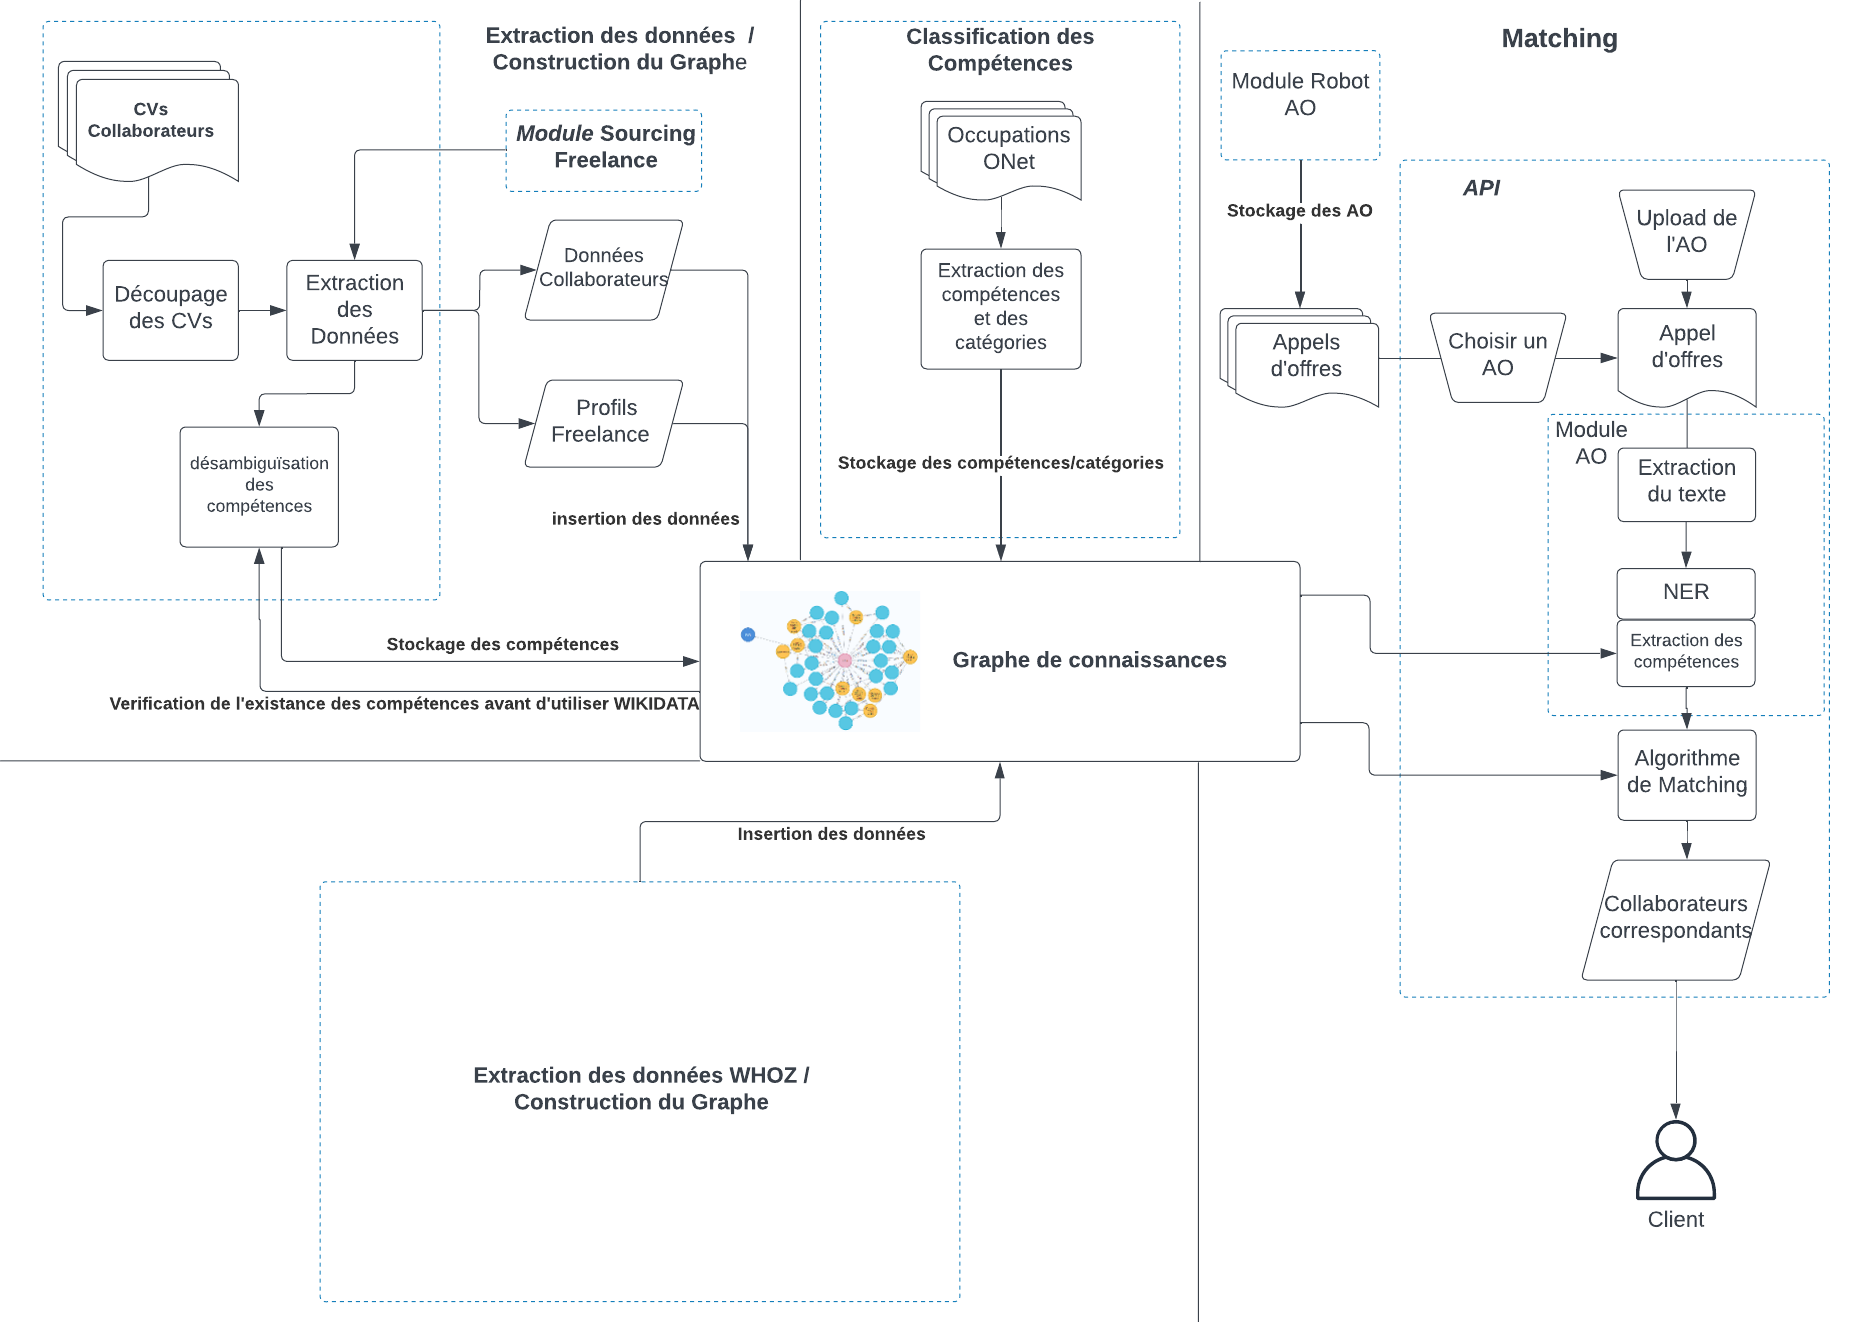 Extraction des données  /
Construction du Graphe
CVs
Collaborateurs
Module Sourcing
Freelance
Découpage
des CVs
Extraction
des
Données
Données
Collaborateurs
Profils
Freelance
désambiguïsation
des
compétences
insertion des données
Stockage des compétences
Verification de l'existance des compétences avant d'utiliser WIKIDATA
Classification des
Compétences
Occupations
ONet
Extraction des
compétences
et des
catégories
Stockage des compétences/catégories
Graphe de connaissances
Insertion des données
Extraction des données WHOZ /
Construction du Graphe
Matching
Module Robot
AO
Stockage des AO
Appels
d'offres
API
Upload de
l'AO
Choisir un
AO
Appel
d'offres
Module
AO
Extraction
du texte
NER
Extraction des
compétences
Algorithme
de Matching
Collaborateurs
correspondants
Client